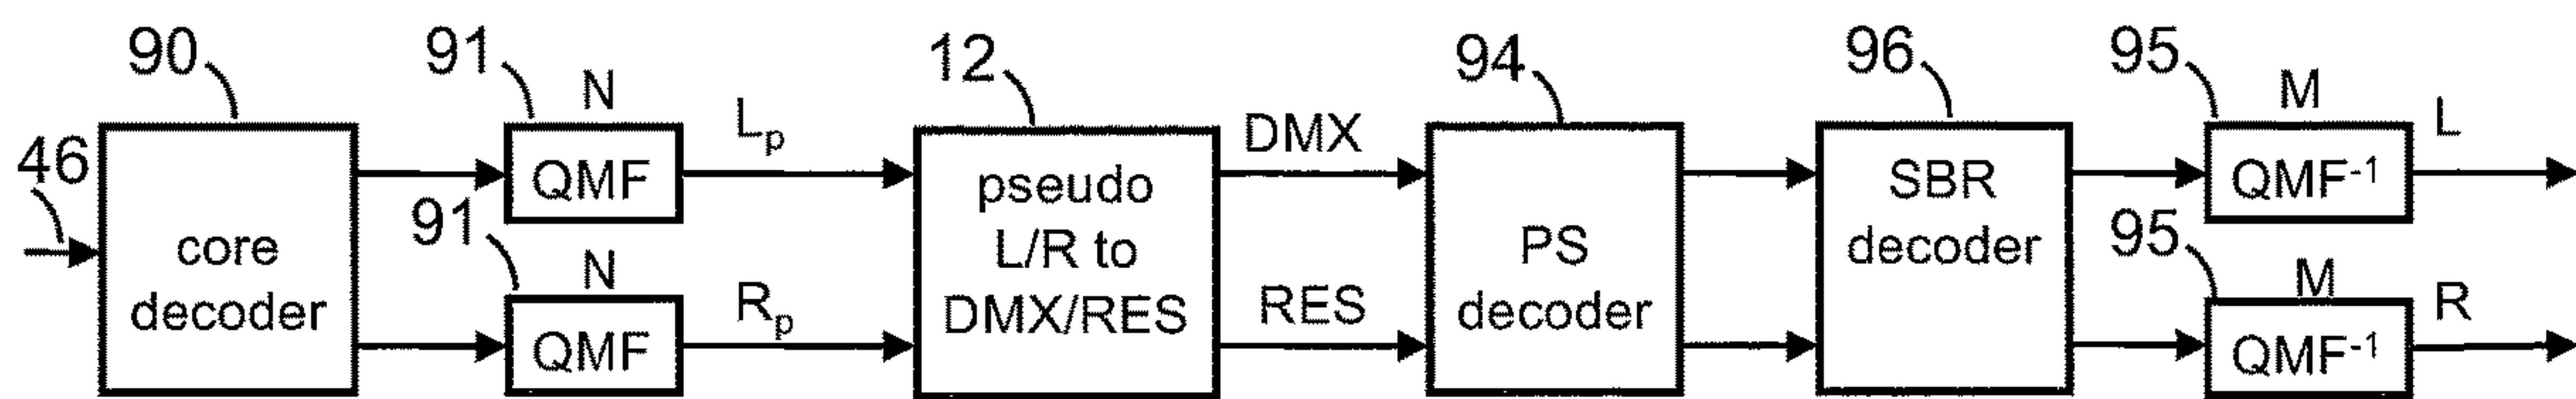 90
91
12
94
96
95
N
M
L
46
QMF
Lₚ
DMX
QMF⁻¹
91
pseudo
L/R to
DMX/RES
SBR
decoder
95
core
decoder
N
PS
decoder
M
QMF
Rₚ
RES
QMF⁻¹
R